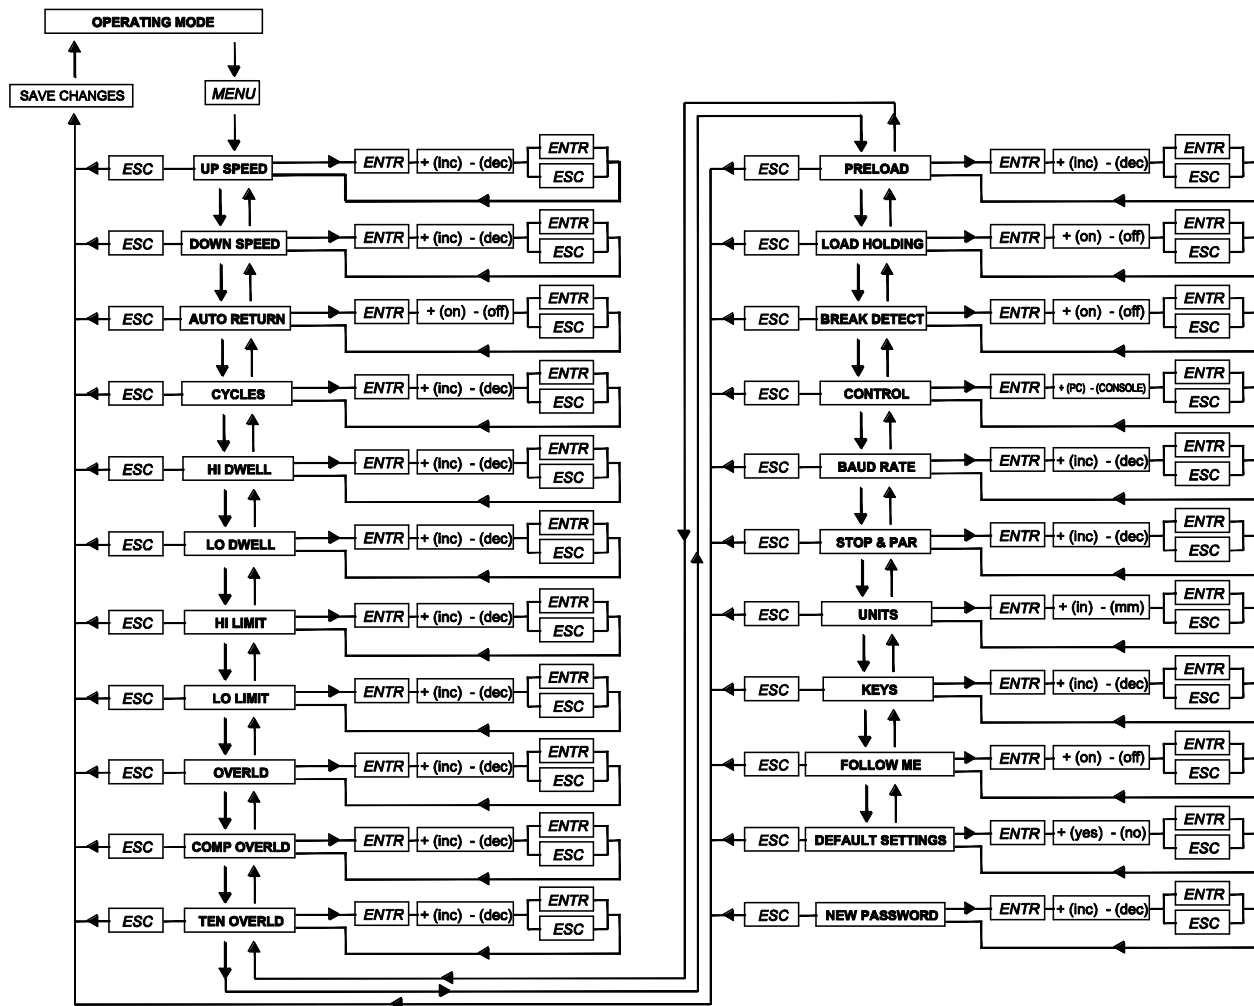 OPERATING MODE
SAVE CHANGES
MENU
ESC UP SPEED ENTR + (inc) - (dec) ENTR
ESC
ESC DOWN SPEED ENTR + (inc) - (dec) ENTR
ESC
ESC AUTO RETURN ENTR + (on) - (off) ENTR
ESC
ESC CYCLES ENTR + (inc) - (dec) ENTR
ESC
ESC HI DWELL ENTR + (inc) - (dec) ENTR
ESC
ESC LO DWELL ENTR + (inc) - (dec) ENTR
ESC
ESC HI LIMIT ENTR + (inc) - (dec) ENTR
ESC
ESC LO LIMIT ENTR + (inc) - (dec) ENTR
ESC
ESC OVERLD ENTR + (inc) - (dec) ENTR
ESC
ESC COMP OVERLD ENTR + (inc) - (dec) ENTR
ESC
ESC TEN OVERLD ENTR + (inc) - (dec) ENTR
ESC
ESC PRELOAD ENTR + (inc) - (dec) ENTR
ESC
ESC LOAD HOLDING ENTR + (on) - (off) ENTR
ESC
ESC BREAK DETECT ENTR + (on) - (off) ENTR
ESC
ESC CONTROL ENTR + (PC) - (CONSOLE) ENTR
ESC
ESC BAUD RATE ENTR + (inc) - (dec) ENTR
ESC
ESC STOP & PAR ENTR + (inc) - (dec) ENTR
ESC
ESC UNITS ENTR + (in) - (mm) ENTR
ESC
ESC KEYS ENTR + (inc) - (dec) ENTR
ESC
ESC FOLLOW ME ENTR + (on) - (off) ENTR
ESC
ESC DEFAULT SETTINGS ENTR + (yes) - (no) ENTR
ESC
ESC NEW PASSWORD ENTR + (inc) - (dec) ENTR
ESC